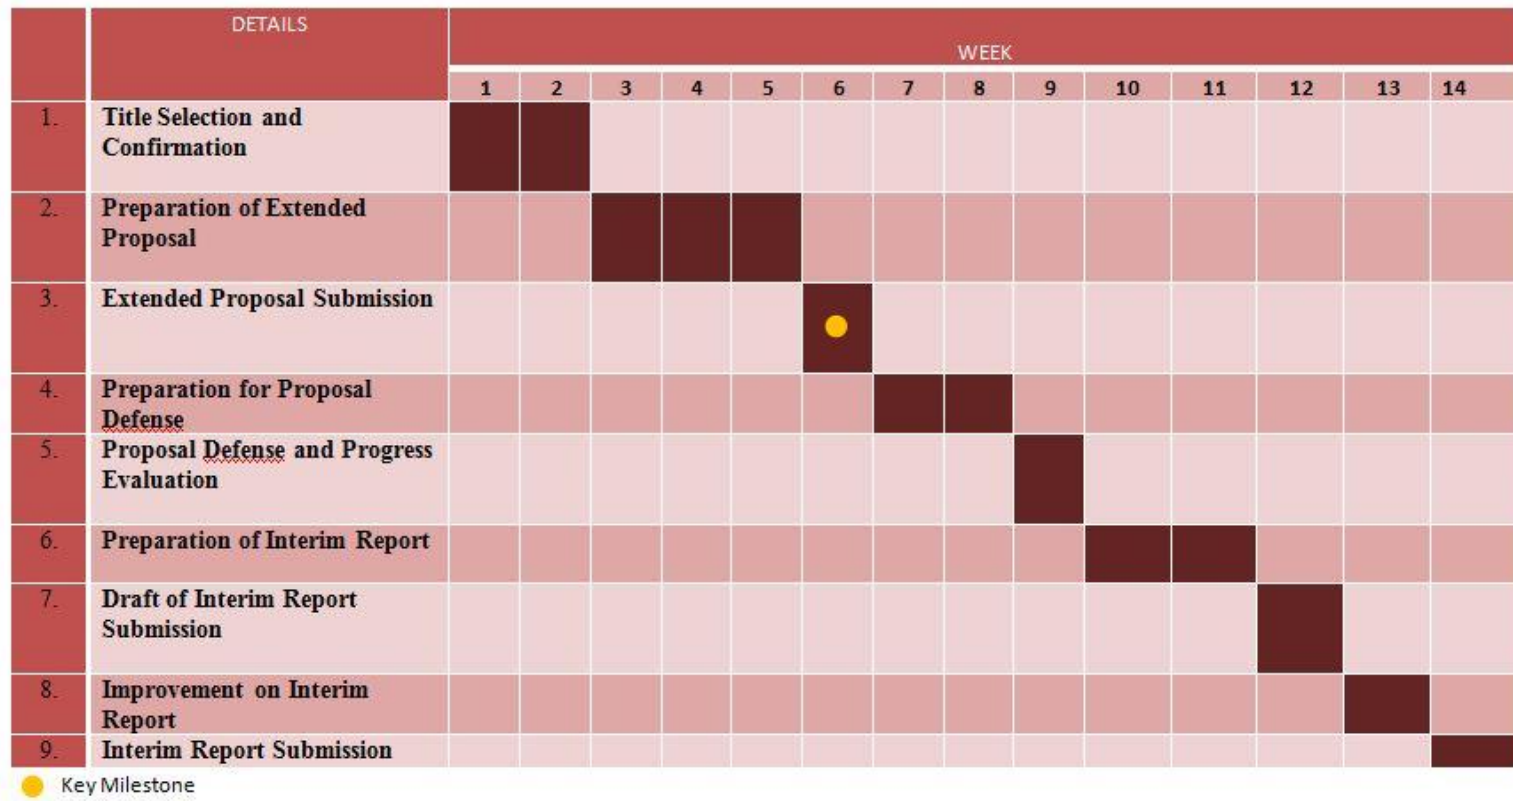 DETAILS
WEEK
1 2 3 4 5 6 7 8 9 10 11 12 13 14
1. Title Selection and
Confirmation
2. Preparation of Extended
Proposal
3. Extended Proposal Submission
4. Preparation for Proposal
Defense
5. Proposal Defense and Progress
Evaluation
6. Preparation of Interim Report
7. Draft of Interim Report
Submission
8. Improvement on Interim
Report
9. Interim Report Submission
Key Milestone